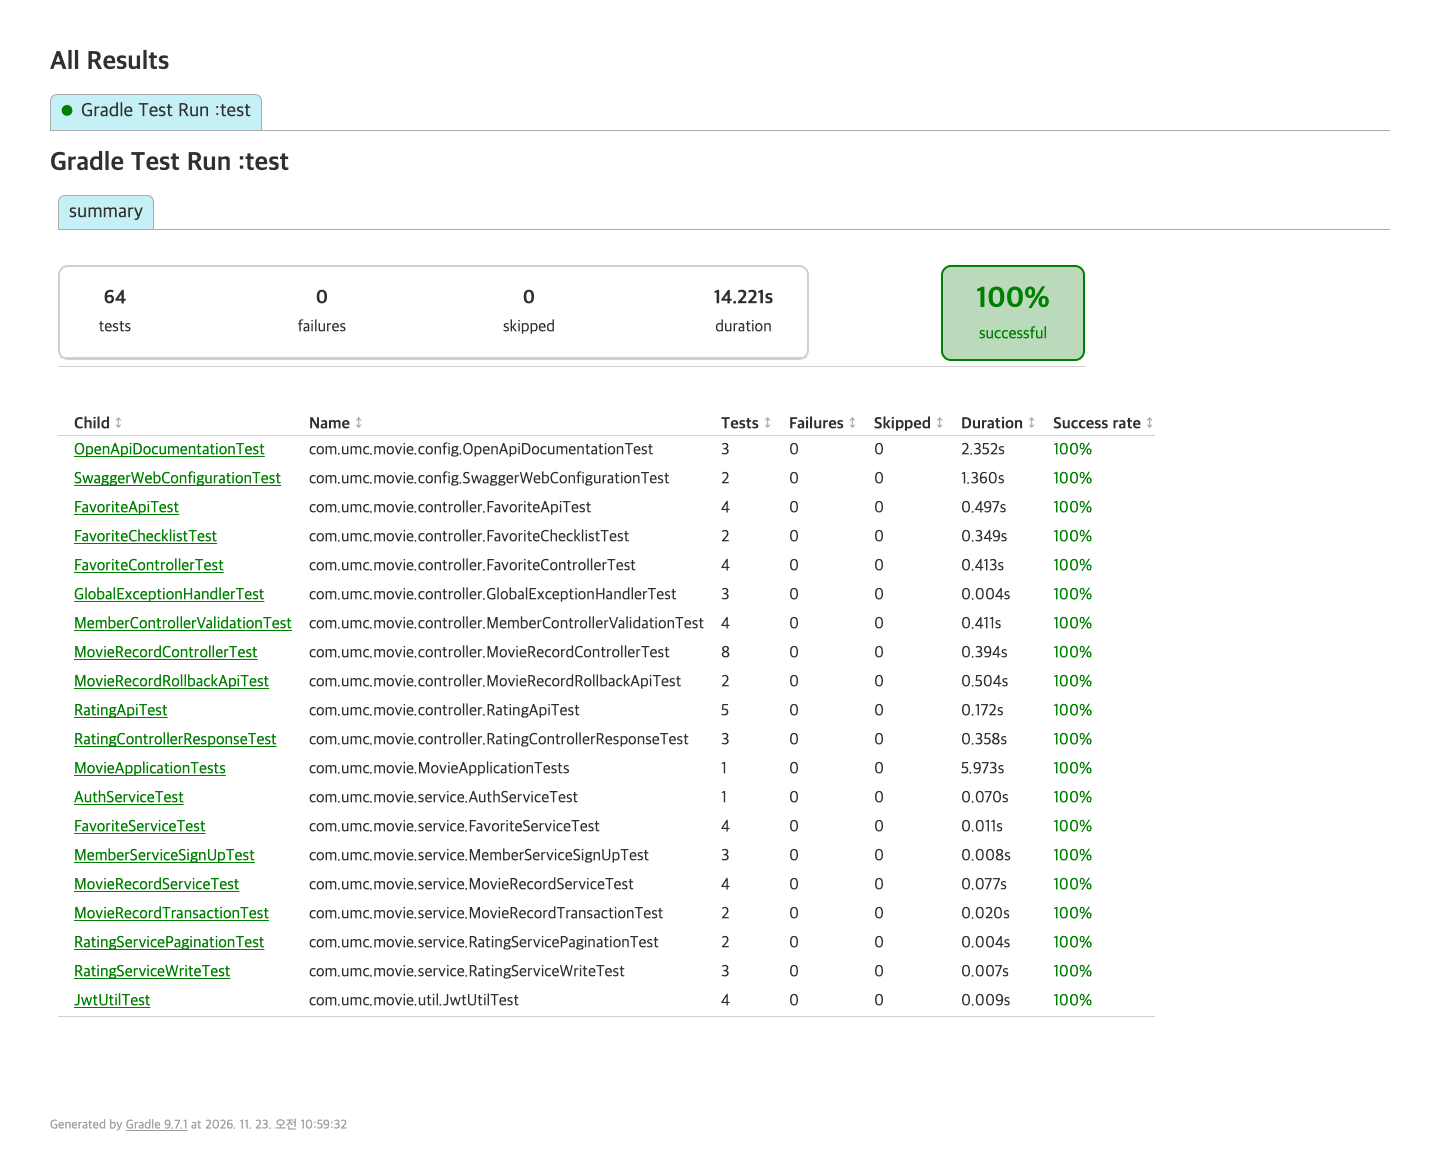 All Results
Gradle Test Run :test
Gradle Test Run :test
summary
64 0 0 14.221s 100%
tests failures skipped duration successful
Child Name Tests Failures Skipped Duration Success rate
OpenApiDocumentationTest com.umc.movie.config.OpenApiDocumentationTest 3 0 0 2.352s 100%
SwaggerWebConfigurationTest com.umc.movie.config.SwaggerWebConfigurationTest 2 0 0 1.360s 100%
FavoriteApiTest com.umc.movie.controller.FavoriteApiTest 4 0 0 0.497s 100%
FavoriteChecklistTest com.umc.movie.controller.FavoriteChecklistTest 2 0 0 0.349s 100%
FavoriteControllerTest com.umc.movie.controller.FavoriteControllerTest 4 0 0 0.413s 100%
GlobalExceptionHandlerTest com.umc.movie.controller.GlobalExceptionHandlerTest 3 0 0 0.004s 100%
MemberControllerValidationTest com.umc.movie.controller.MemberControllerValidationTest 4 0 0 0.411s 100%
MovieRecordControllerTest com.umc.movie.controller.MovieRecordControllerTest 8 0 0 0.394s 100%
MovieRecordRollbackApiTest com.umc.movie.controller.MovieRecordRollbackApiTest 2 0 0 0.504s 100%
RatingApiTest com.umc.movie.controller.RatingApiTest 5 0 0 0.172s 100%
RatingControllerResponseTest com.umc.movie.controller.RatingControllerResponseTest 3 0 0 0.358s 100%
MovieApplicationTests com.umc.movie.MovieApplicationTests 1 0 0 5.973s 100%
AuthServiceTest com.umc.movie.service.AuthServiceTest 1 0 0 0.070s 100%
FavoriteServiceTest com.umc.movie.service.FavoriteServiceTest 4 0 0 0.011s 100%
MemberServiceSignUpTest com.umc.movie.service.MemberServiceSignUpTest 3 0 0 0.008s 100%
MovieRecordServiceTest com.umc.movie.service.MovieRecordServiceTest 4 0 0 0.077s 100%
MovieRecordTransactionTest com.umc.movie.service.MovieRecordTransactionTest 2 0 0 0.020s 100%
RatingServicePaginationTest com.umc.movie.service.RatingServicePaginationTest 2 0 0 0.004s 100%
RatingServiceWriteTest com.umc.movie.service.RatingServiceWriteTest 3 0 0 0.007s 100%
JwtUtilTest com.umc.movie.util.JwtUtilTest 4 0 0 0.009s 100%
Generated by Gradle 9.7.1 at 2026. 11. 23. 오전 10:59:32